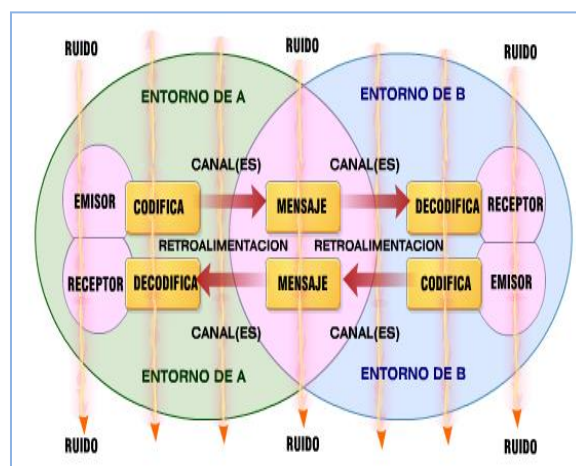 RUIDO RUIDO RUIDO
ENTORNO DE A ENTORNO DE B
CANAL(ES) CANAL(ES)
EMISOR CODIFICA MENSAJE DECODIFICA RECEPTOR
RETROALIMENTACION RETROALIMENTACION
RECEPTOR DECODIFICA MENSAJE CODIFICA EMISOR
CANAL(ES) CANAL(ES)
ENTORNO DE A ENTORNO DE B
RUIDO RUIDO RUIDO